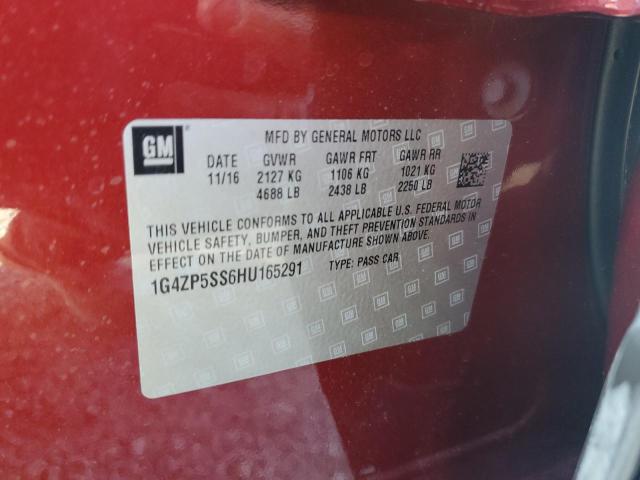 GM
MFD BY GENERAL MOTORS LLC
DATE GVWR GAWR FRT GAWR RR
11/16 2127 KG 1106 KG 1021 KG
4688 LB 2438 LB 2250 LB
THIS VEHICLE CONFORMS TO ALL APPLICABLE U.S. FEDERAL MOTOR
VEHICLE SAFETY, BUMPER, AND THEFT PREVENTION STANDARDS IN
EFFECT ON THE DATE OF MANUFACTURE SHOWN ABOVE.
1G4ZP5SS6HU165291 TYPE: PASS CAR